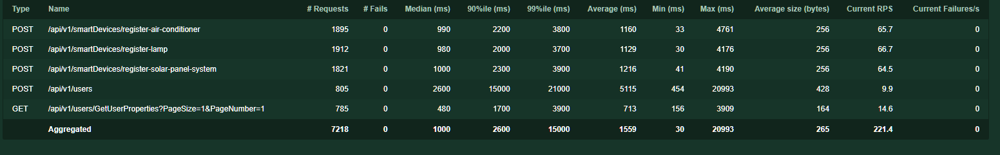 Type Name # Requests # Fails Median (ms) 90%ile (ms) 99%ile (ms) Average (ms) Min (ms) Max (ms) Average size (bytes) Current RPS Current Failures/s
POST /api/v1/smartDevices/register-air-conditioner 1895 0 990 2200 3800 1160 33 4761 256 65.7 0
POST /api/v1/smartDevices/register-lamp 1912 0 980 2000 3700 1129 30 4176 256 66.7 0
POST /api/v1/smartDevices/register-solar-panel-system 1821 0 1000 2300 3900 1216 41 4190 256 64.5 0
POST /api/v1/users 805 0 2600 15000 21000 5115 454 20993 428 9.9 0
GET /api/v1/users/GetUserProperties?PageSize=1&PageNumber=1 785 0 480 1700 3900 713 156 3909 164 14.6 0
Aggregated 7218 0 1000 2600 15000 1559 30 20993 265 221.4 0